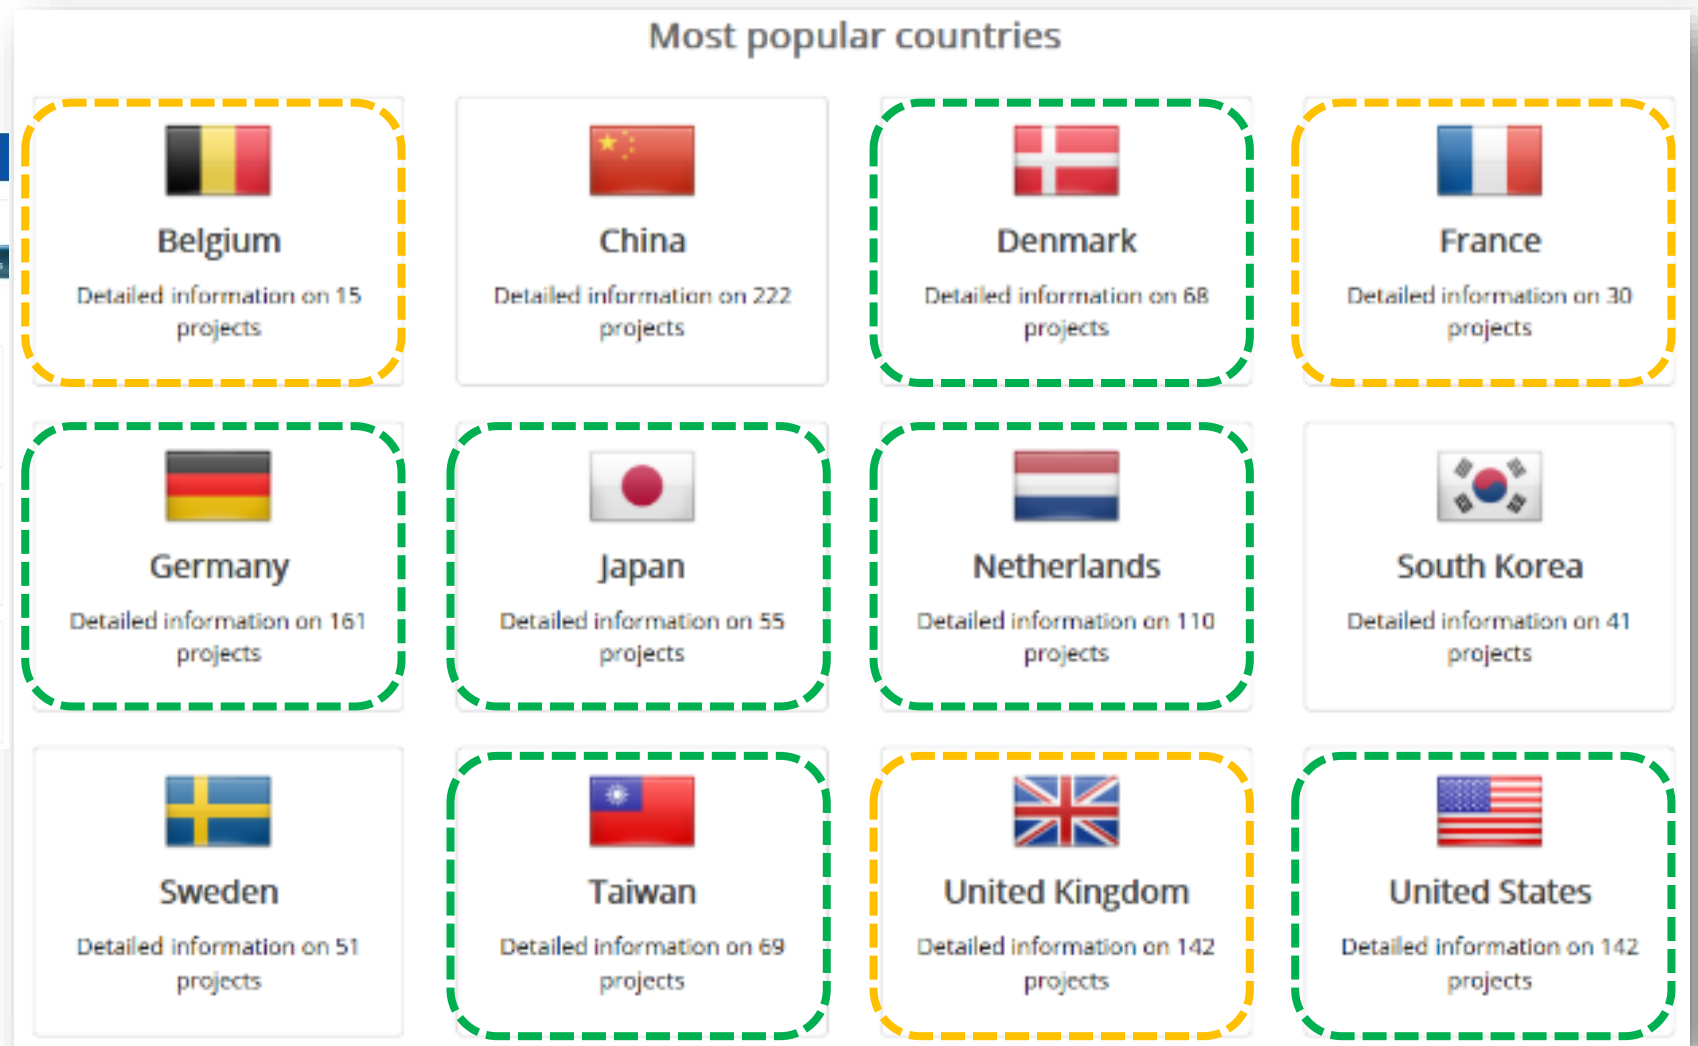 Most popular countries
Belgium
Detailed information on 15
projects
China
Detailed information on 222
projects
Denmark
Detailed information on 68
projects
France
Detailed information on 30
projects
Germany
Detailed information on 161
projects
Japan
Detailed information on 55
projects
Netherlands
Detailed information on 110
projects
South Korea
Detailed information on 41
projects
Sweden
Detailed information on 51
projects
Taiwan
Detailed information on 69
projects
United Kingdom
Detailed information on 142
projects
United States
Detailed information on 142
projects